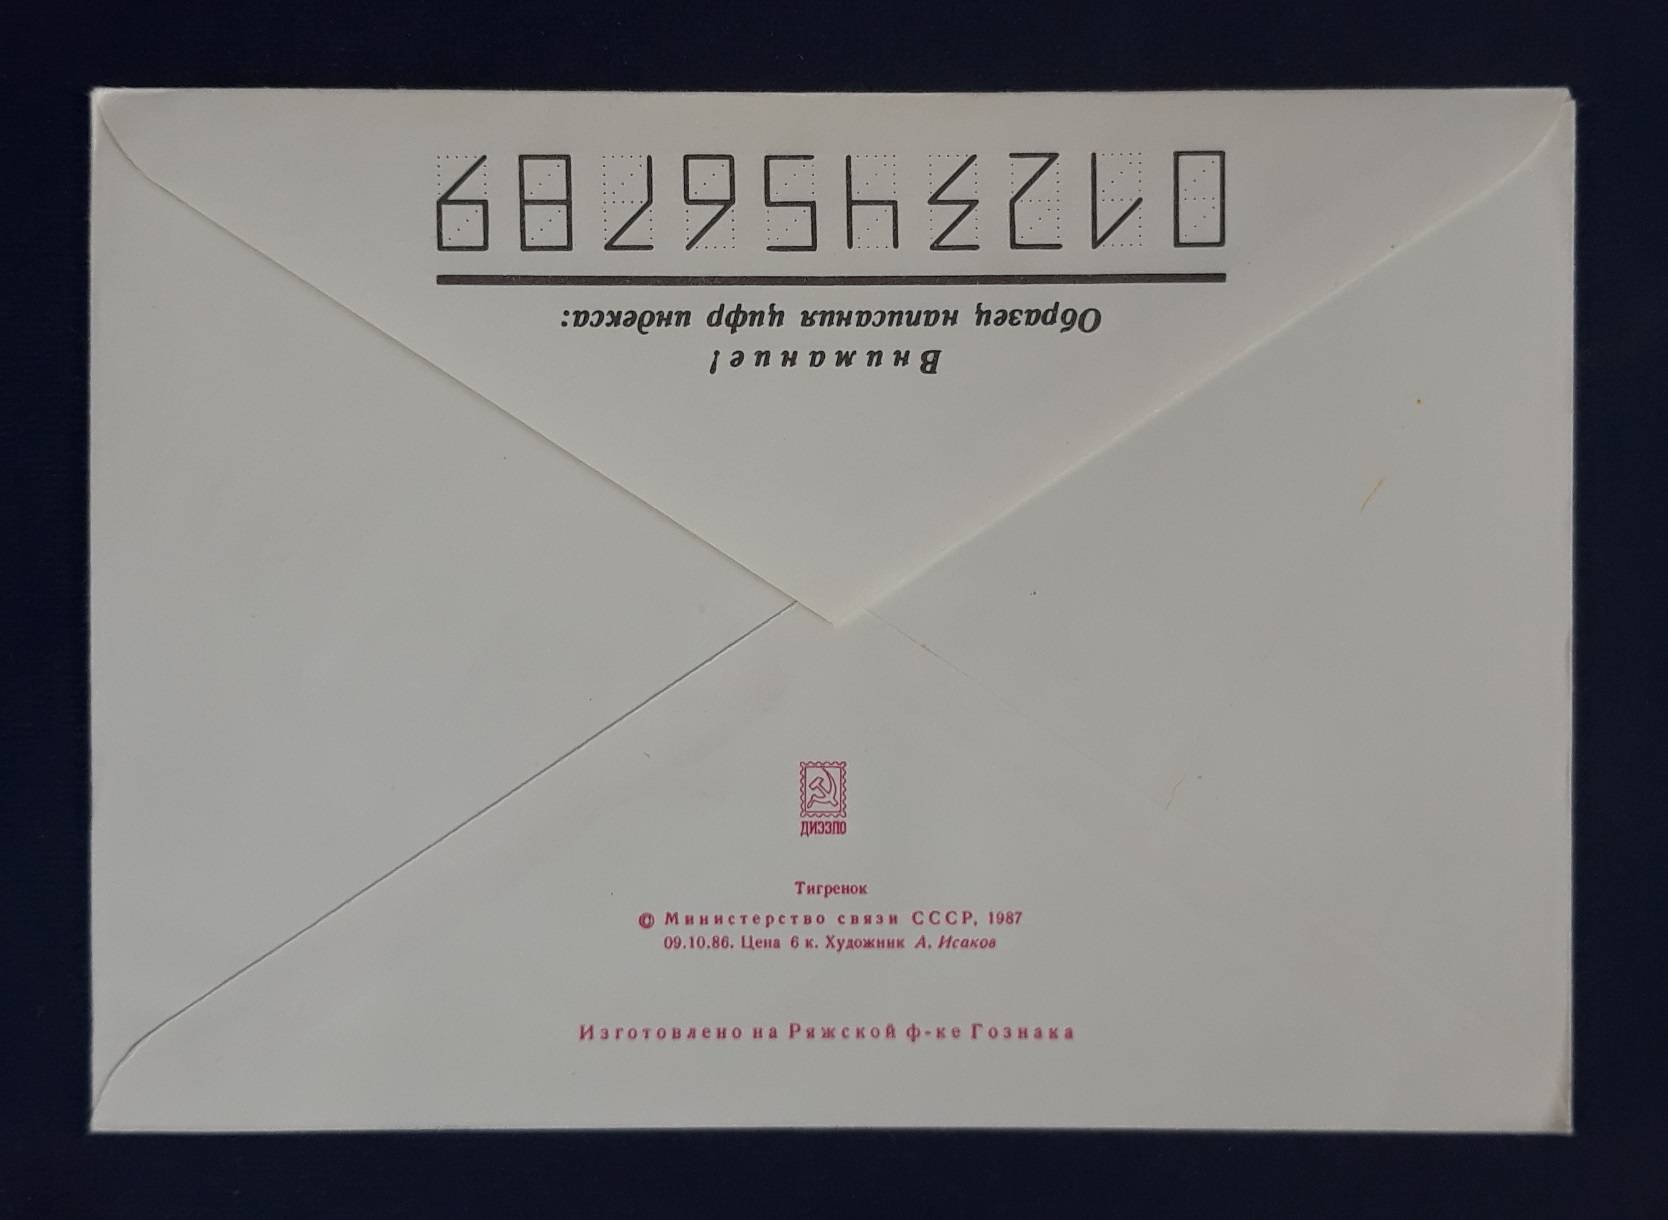 Внимание!
Образец написания цифр индекса:
0123456789
ДИЭЗПО
Тигренок
© Министерство связи СССР, 1987
09.10.86. Цена 6 к. Художник А. Исаков
Изготовлено на Ряжской ф-ке Гознака